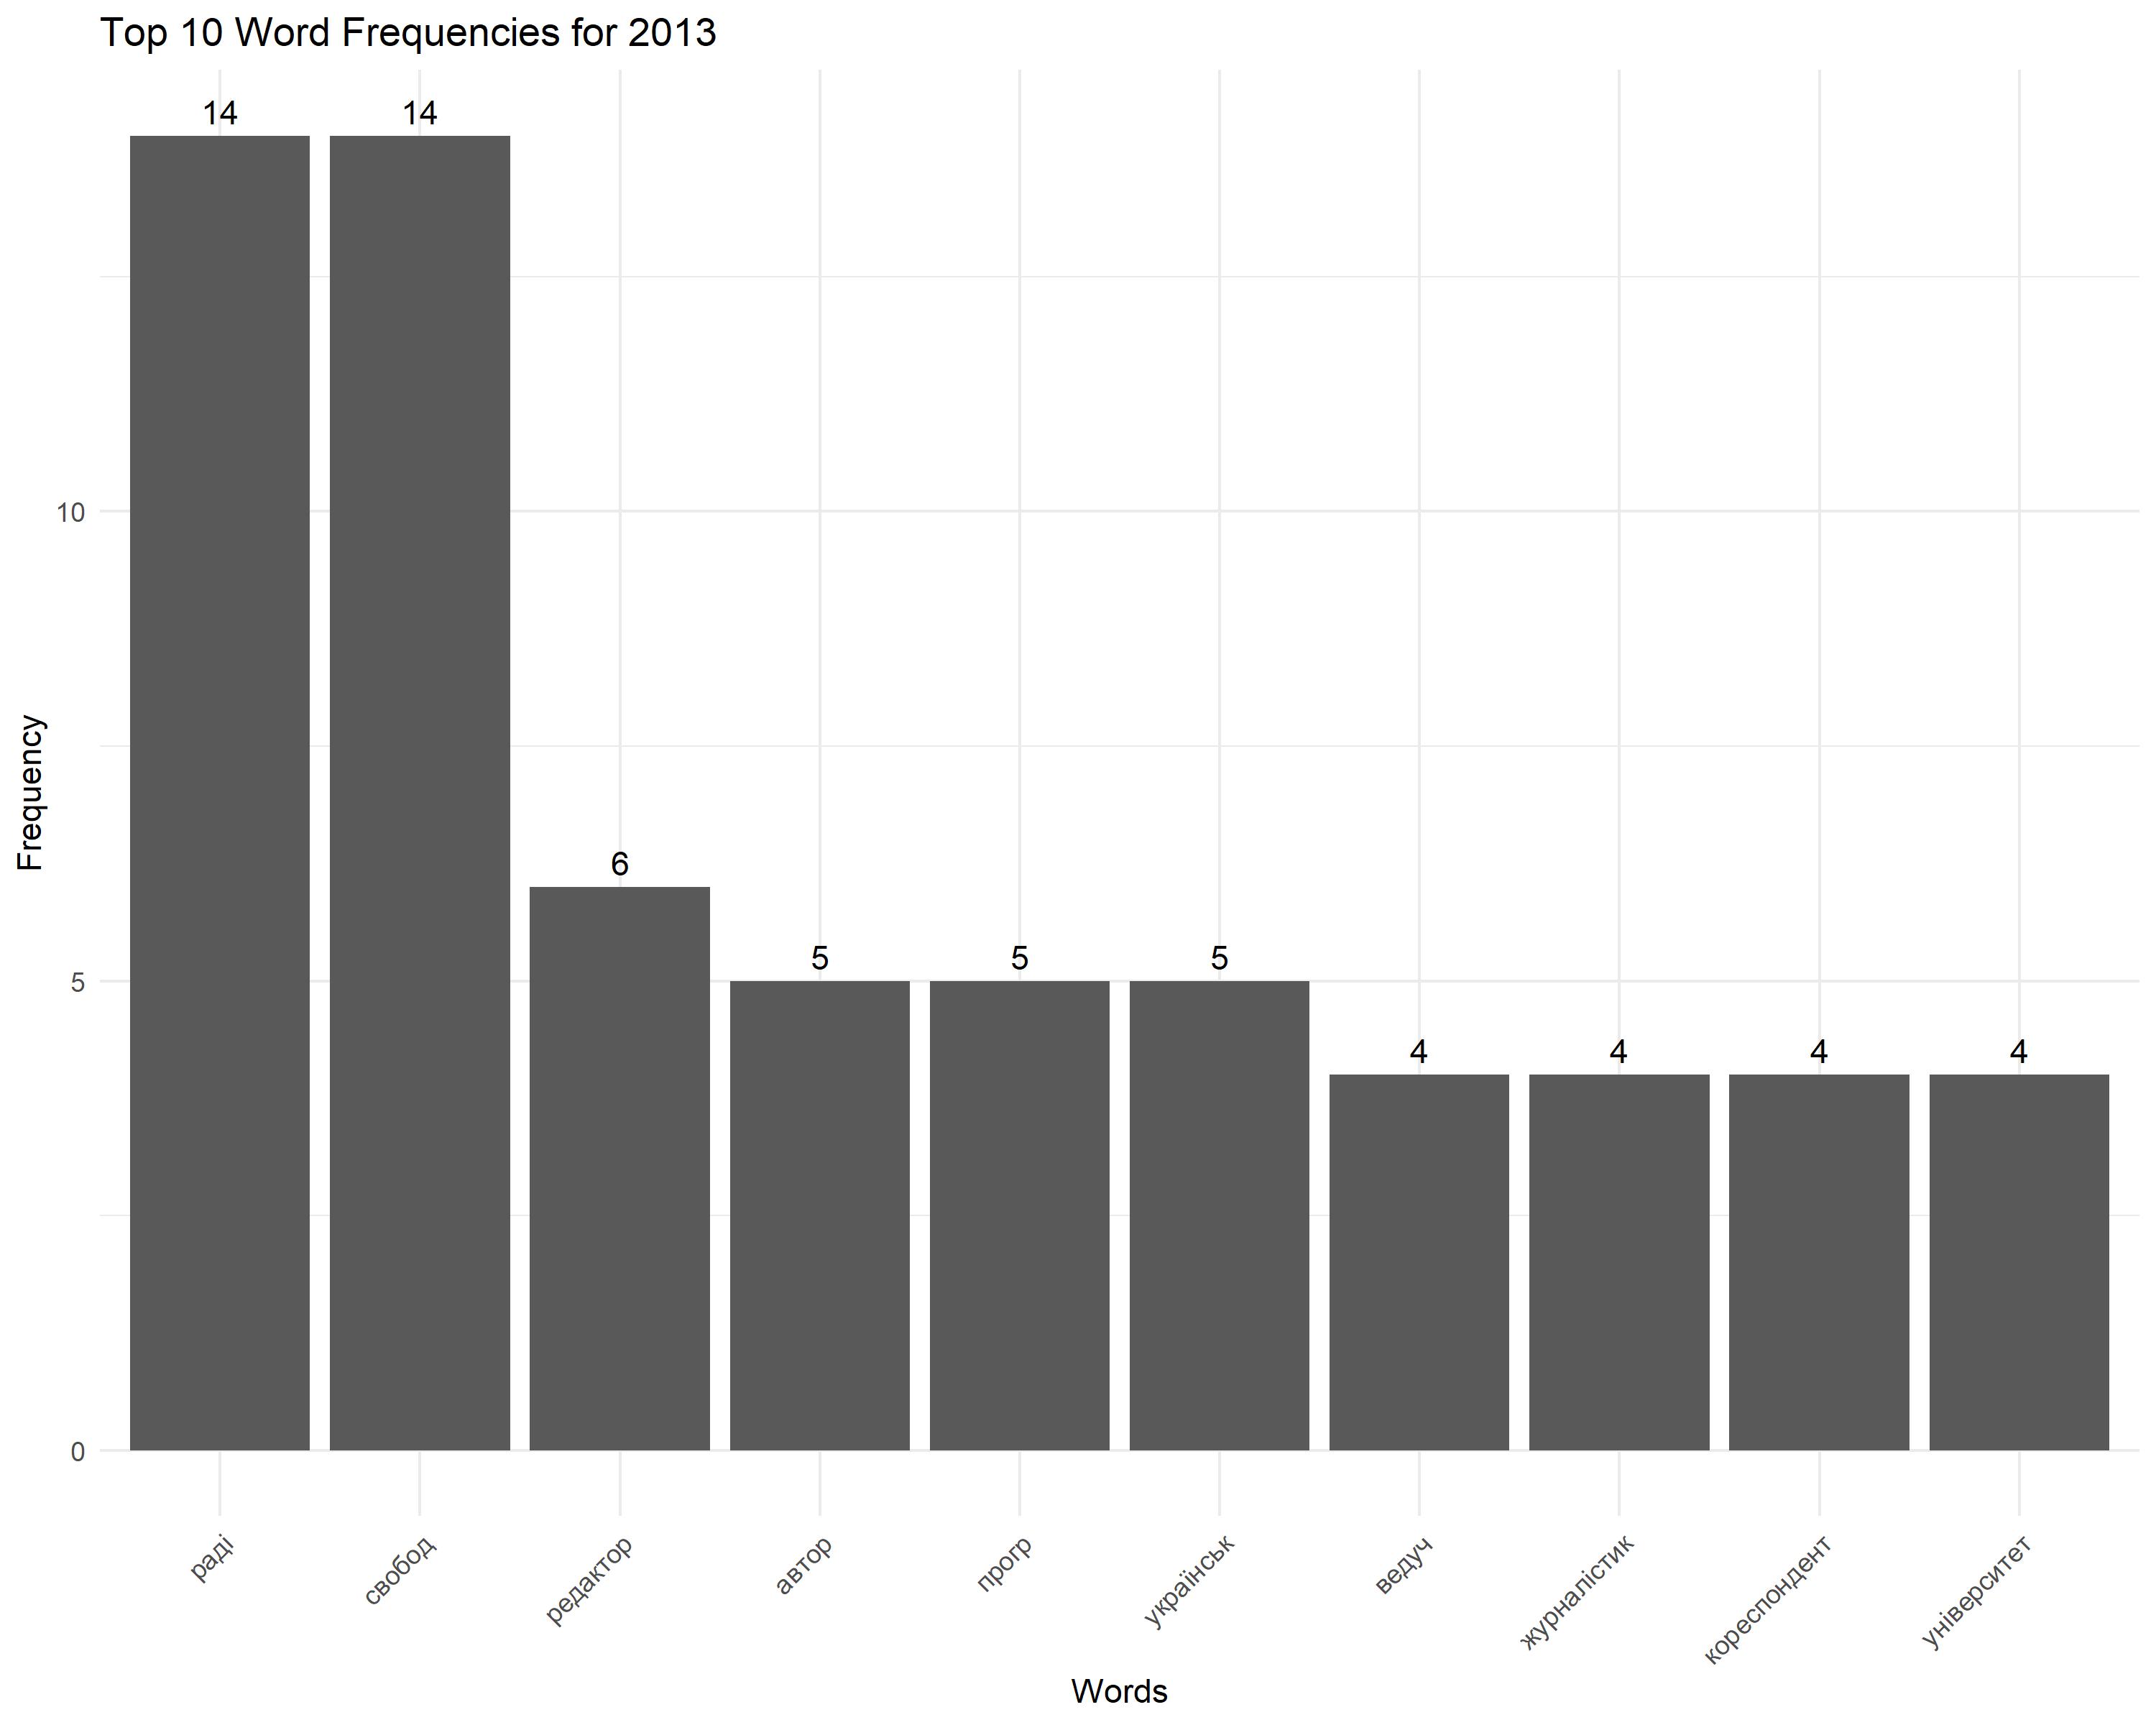 Top 10 Word Frequencies for 2013
14
14
6
5
5
5
4
4
4
4
10
5
0
Frequency
раді
свобод
редактор
автор
прогр
українськ
ведуч
журналістик
кореспондент
університет
Words